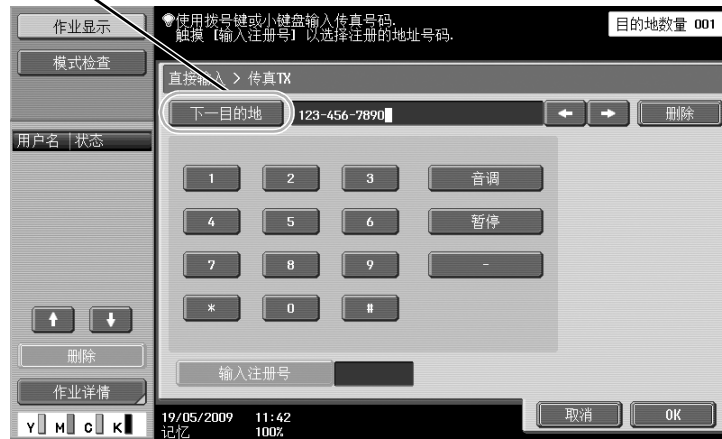 作业显示
模式检查
使用拨号键或小键盘输入传真号码.
触摸【输入注册号】以选择注册的地址号码.
目的地数量 001
直接输入 > 传真TX
下一目的地 123-456-7890 删除
用户名 状态
1 2 3 音调
4 5 6 暂停
7 8 9 -
* 0 #
删除
输入注册号
作业详情
19/05/2009 11:42
记忆 100%
取消 OK
Y M C K